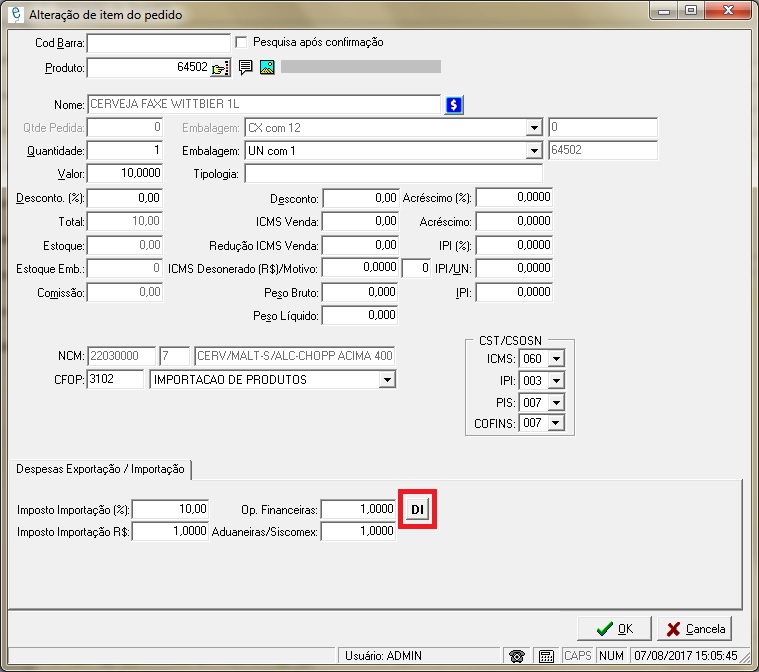 Alteração de item do pedido
Cod Barra: Pesquisa após confirmação
Produto: 64502
Nome: CERVEJA FAXE WITTBIER 1L $
Qtde Pedida: 0 Embalagem: CX com 12 0
Quantidade: 1 Embalagem: UN com 1 64502
Valor: 10,0000 Tipologia:
Desconto. (%): 0,00 Desconto: 0,00 Acréscimo (%): 0,0000
Total: 10,00 ICMS Venda: 0,00 Acréscimo: 0,0000
Estoque: 0,00 Redução ICMS Venda: 0,00 IPI (%): 0,0000
Estoque Emb.: 0 ICMS Desonerado (R$)/Motivo: 0,0000 0 IPI/UN: 0,0000
Comissão: 0,00 Peso Bruto: 0,000 IPI: 0,0000
Peso Líquido: 0,000
NCM: 22030000 7 CERV/MALT-S/ALC-CHOPP ACIMA 400
CFOP: 3102 IMPORTACAO DE PRODUTOS
CST/CSOSN
ICMS: 060
IPI: 003
PIS: 007
COFINS: 007
Despesas Exportação / Importação
Imposto Importação (%): 10,00 Op. Financeiras: 1,0000 DI
Imposto Importação R$: 1,0000 Aduaneiras/Siscomex: 1,0000
OK Cancela
Usuário: ADMIN CAPS NUM 07/08/2017 15:05:45